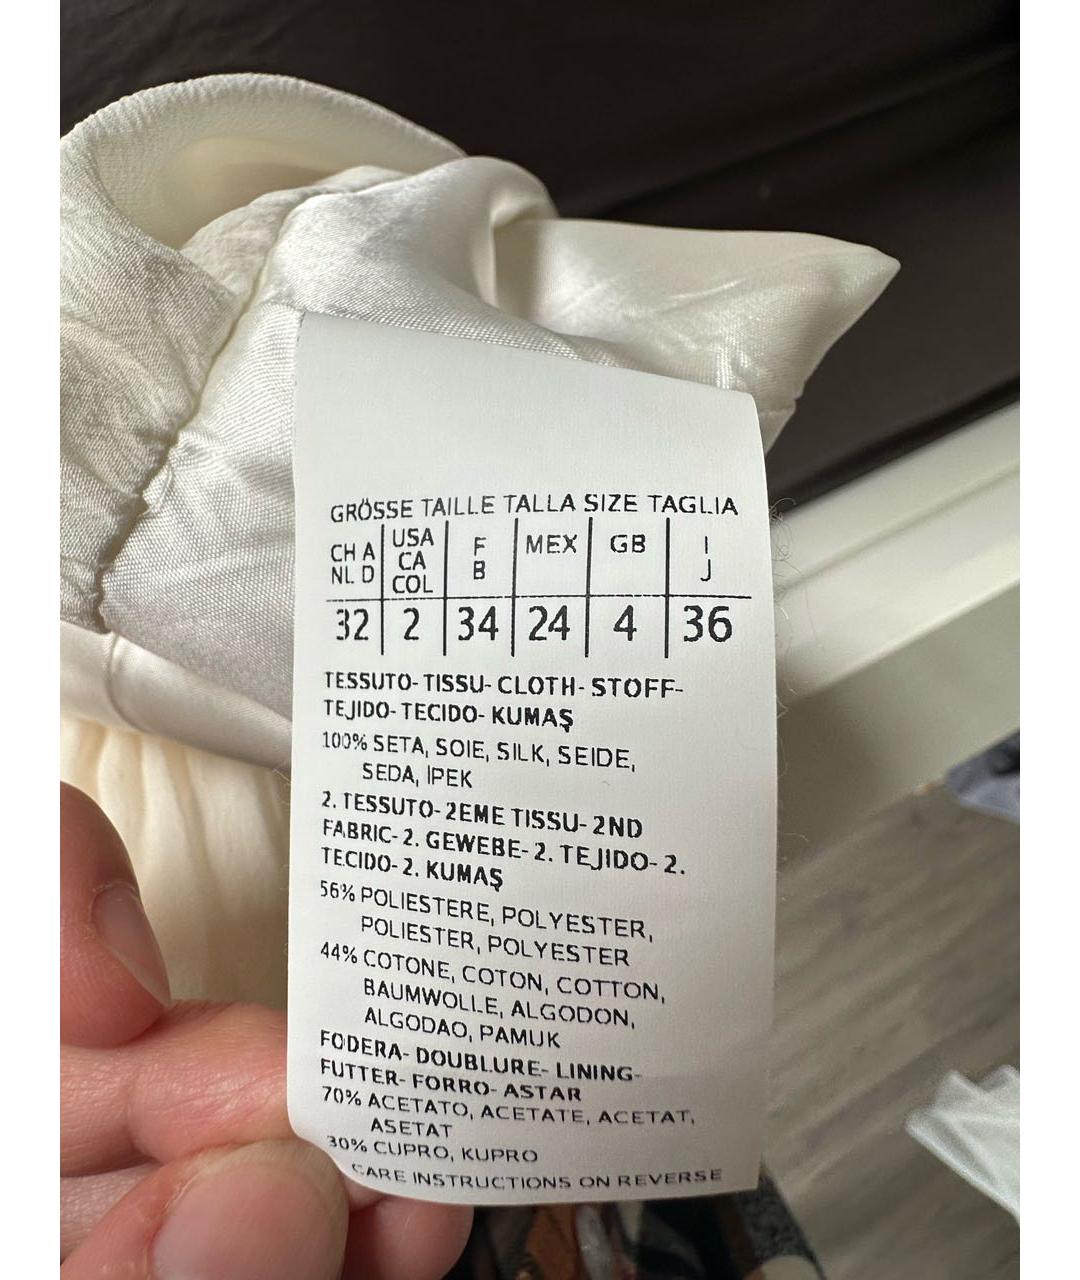 GRÖSSE TAILLE TALLA SIZE TAGLIA
CH A NL D USA CA COL F B MEX GB I J
32 2 34 24 4 36
TESSUTO- TISSU- CLOTH- STOFF-
TEJIDO- TECIDO- KUMAŞ
100% SETA, SOIE, SILK, SEIDE,
SEDA, İPEK
2. TESSUTO- 2EME TISSU- 2ND
FABRIC- 2. GEWEBE- 2. TEJIDO- 2.
TECIDO- 2. KUMAŞ
56% POLIESTERE, POLYESTER,
POLIESTER, POLYESTER
44% COTONE, COTON, COTTON,
BAUMWOLLE, ALGODON,
ALGODAO, PAMUK
FODERA- DOUBLURE- LINING-
FUTTER- FORRO- ASTAR
70% ACETATO, ACETATE, ACETAT,
ASETAT
30% CUPRO, KUPRO
CARE INSTRUCTIONS ON REVERSE